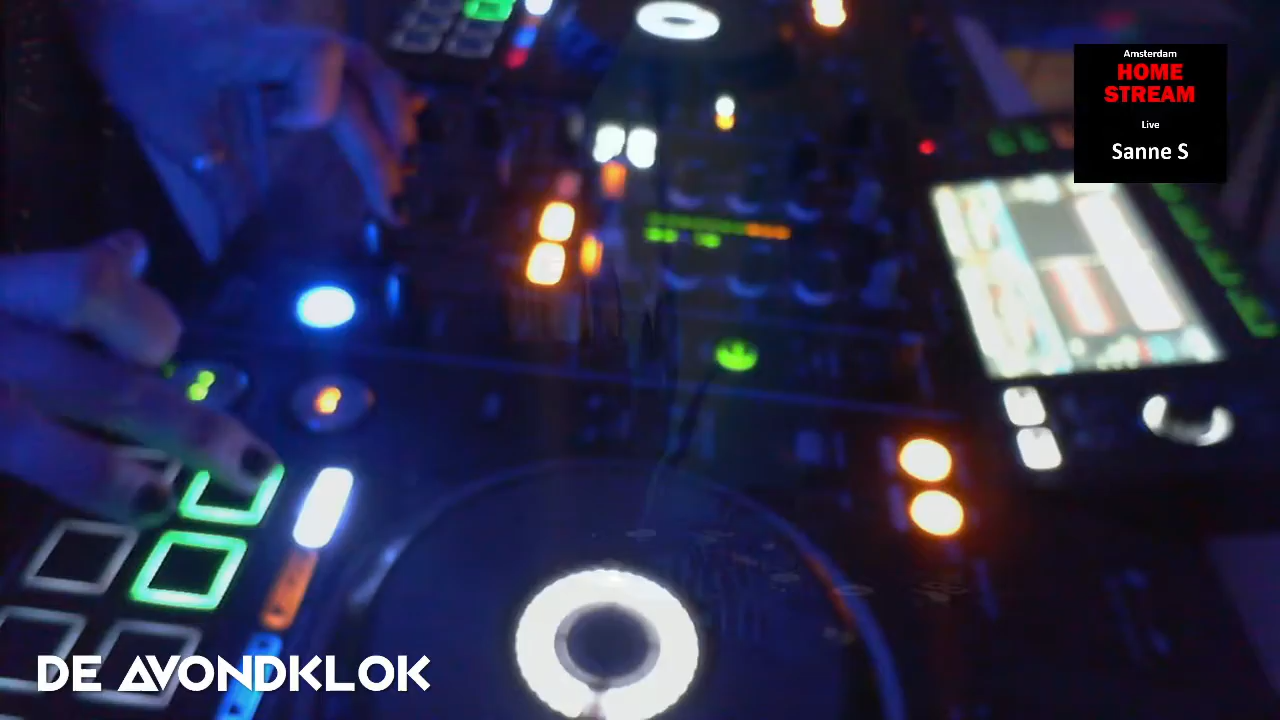 Amsterdam
HOME
STREAM
Live
Sanne S
DE AVONDKLOK